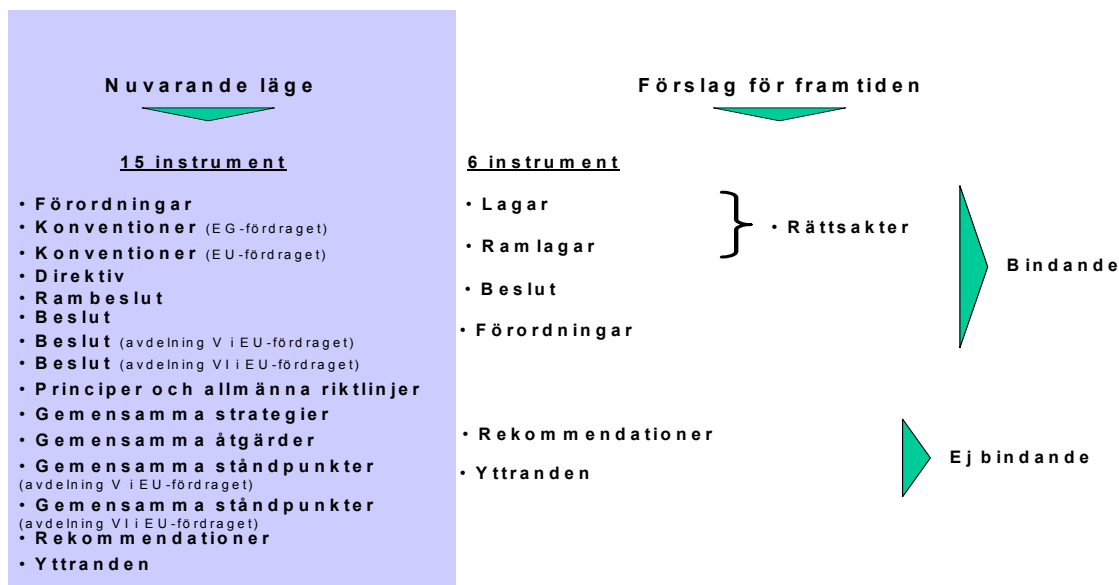 Nuvarande läge
15 instrument
• Förordningar
• Konventioner (EG-fördraget)
• Konventioner (EU-fördraget)
• Direktiv
• Rambeslut
• Beslut
• Beslut (avdelning V i EU-fördraget)
• Beslut (avdelning VI i EU-fördraget)
• Principer och allmänna riktlinjer
• Gemensamma strategier
• Gemensamma åtgärder
• Gemensamma ståndpunkter
(avdelning V i EU-fördraget)
• Gemensamma ståndpunkter
(avdelning VI i EU-fördraget)
• Rekommendationer
• Yttranden
Förslag för framtiden
6 instrument
• Lagar
• Ramlagar
• Rättsakter
• Beslut
• Förordningar
Bindande
• Rekommendationer
• Yttranden
Ej bindande